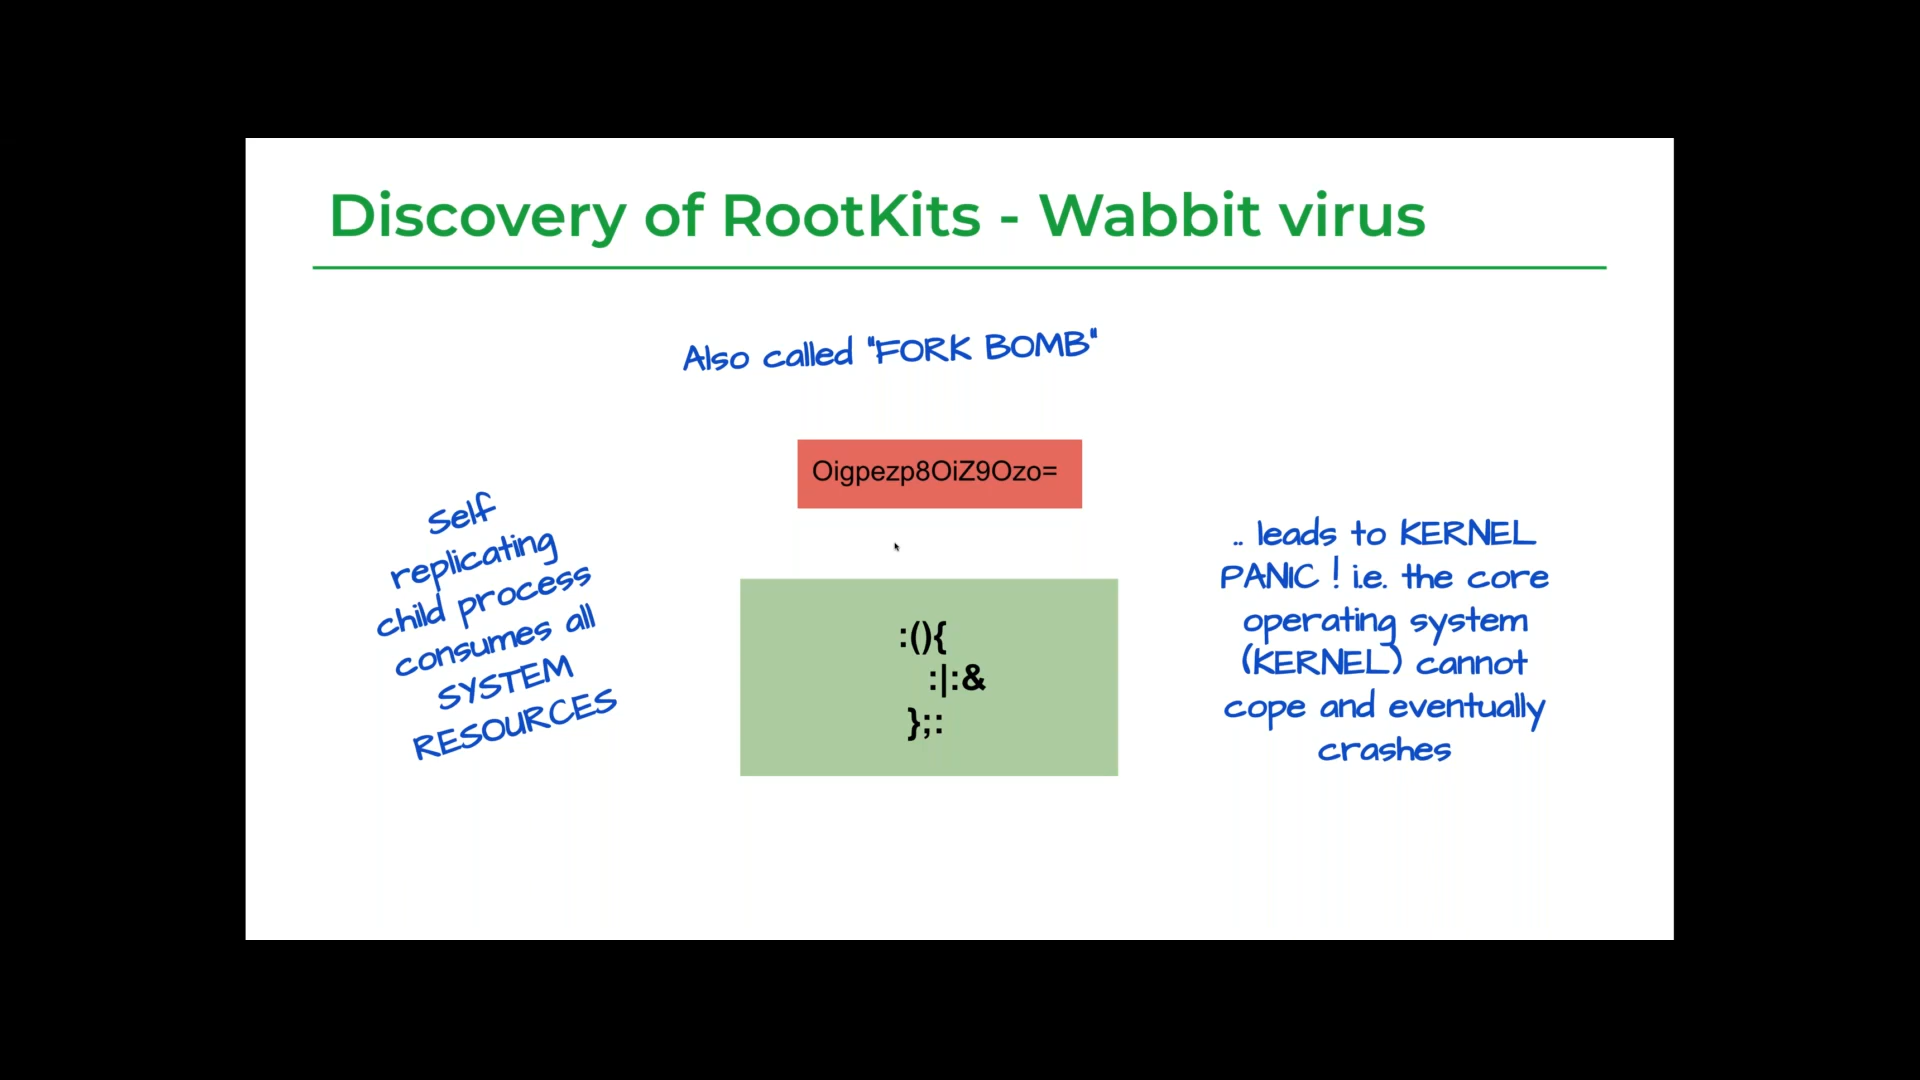 Discovery of RootKits - Wabbit virus
Also called "FORK BOMB"
Oigpezp8OiZ9Ozo=
Self
replicating
child process
consumes all
SYSTEM
RESOURCES
:(){
:|:&
};:
.. leads to KERNEL
PANIC ! i.e. the core
operating system
(KERNEL) cannot
cope and eventually
crashes